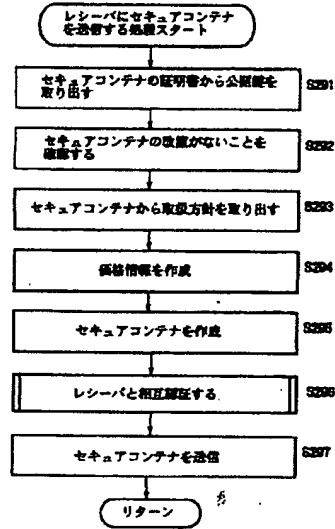 レシーバにセキュアコンテナ
を送信する処理スタート
セキュアコンテナの証明書から公開鍵を
取り出す
S291
セキュアコンテナの改竄がないことを
確認する
S292
セキュアコンテナから取扱方針を取り出す
S293
価格情報を作成
S294
セキュアコンテナを作成
S295
レシーバと相互認証する
S296
セキュアコンテナを送信
S297
リターン